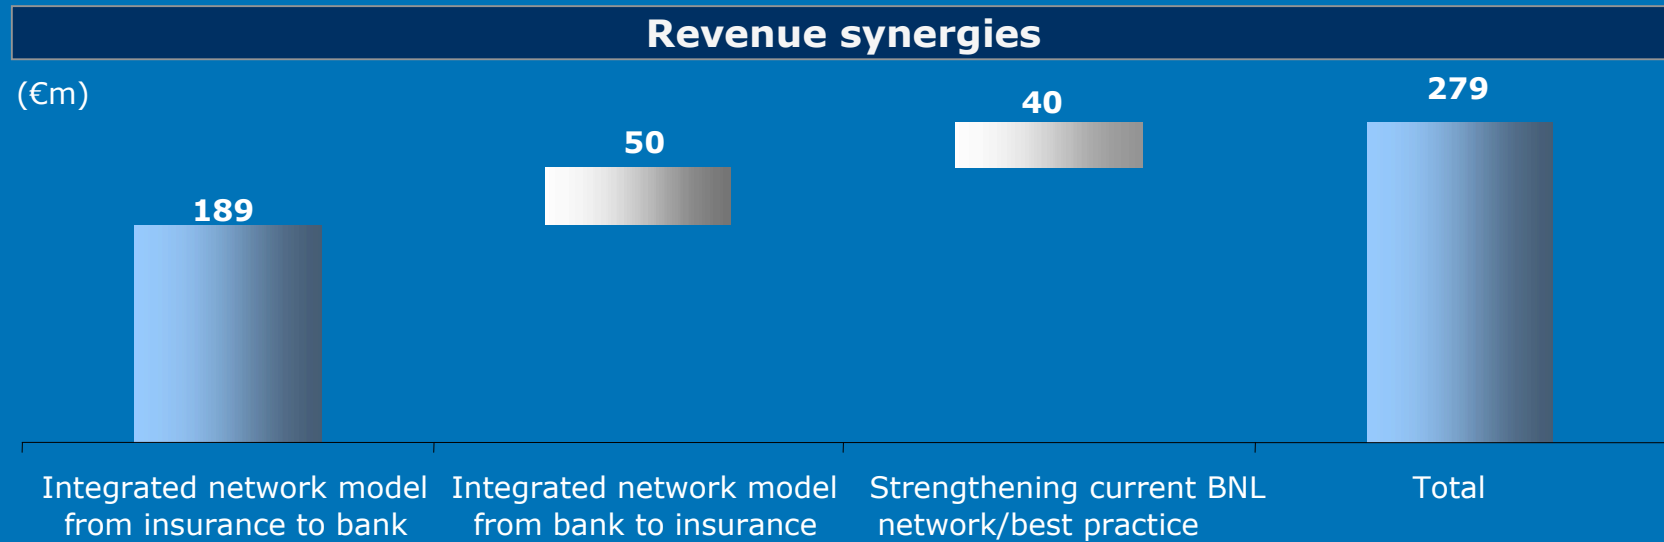 Revenue synergies
(€m)
189
50
40
279
Integrated network model
from insurance to bank
Integrated network model
from bank to insurance
Strengthening current BNL
network/best practice
Total